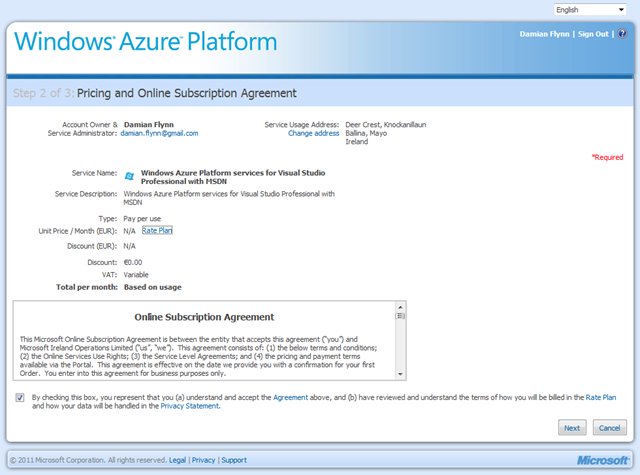 English
Windows® Azure™ Platform
Damian Flynn | Sign Out | ?
Step 2 of 3: Pricing and Online Subscription Agreement
Account Owner & Damian Flynn
Service Administrator: damian.flynn@gmail.com
Service Usage Address: Deer Crest, Knockanillaun
Change address Ballina, Mayo
Ireland
*Required
Service Name: Windows Azure Platform services for Visual Studio
Professional with MSDN
Service Description: Windows Azure Platform services for Visual Studio Professional with
MSDN
Type: Pay per use
Unit Price / Month (EUR): N/A Rate Plan
Discount (EUR): N/A
Discount: €0.00
VAT: Variable
Total per month: Based on usage
Online Subscription Agreement
This Microsoft Online Subscription Agreement is between the entity that accepts this agreement (“you”) and
Microsoft Ireland Operations Limited (“us”, “we”). This agreement consists of: (1) the below terms and conditions;
(2) the Online Services Use Rights; (3) the Service Level Agreements; and (4) the pricing and payment terms
available via the Portal. This agreement is effective on the date we provide you with a confirmation for your first
Order. You enter into this agreement for business purposes only.
By checking this box, you represent that you (a) understand and accept the Agreement above, and (b) have reviewed and understand the terms of how you will be billed in the Rate Plan
and how your data will be handled in the Privacy Statement.
Next Cancel
© 2011 Microsoft Corporation. All rights reserved. Legal | Privacy | Support
Microsoft®